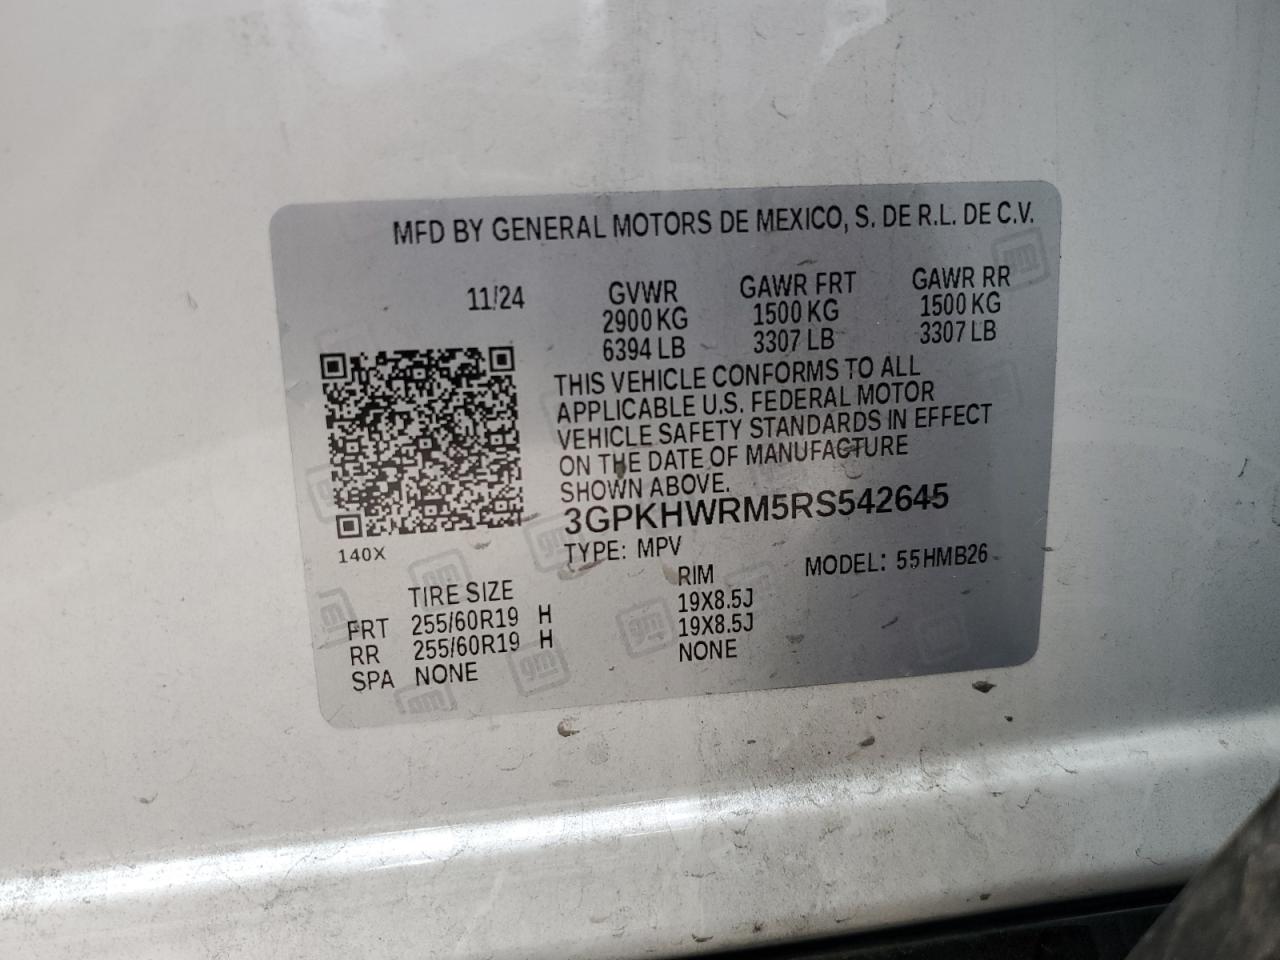 MFD BY GENERAL MOTORS DE MEXICO, S. DE R.L. DE C.V.
11/24 GVWR GAWR FRT GAWR RR
2900 KG 1500 KG 1500 KG
6394 LB 3307 LB 3307 LB
THIS VEHICLE CONFORMS TO ALL
APPLICABLE U.S. FEDERAL MOTOR
VEHICLE SAFETY STANDARDS IN EFFECT
ON THE DATE OF MANUFACTURE
SHOWN ABOVE.
3GPKHWRM5RS542645
140X
TYPE: MPV MODEL: 55HMB26
TIRE SIZE RIM
FRT 255/60R19 H 19X8.5J
RR 255/60R19 H 19X8.5J
SPA NONE NONE